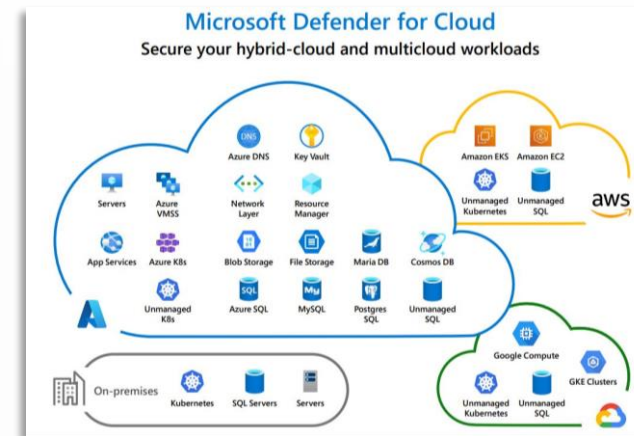 Microsoft Defender for Cloud
Secure your hybrid-cloud and multicloud workloads
DNS
Azure DNS
Key Vault
Servers
Azure
VMSS
Network
Layer
Resource
Manager
App Services
Azure K8s
Blob Storage
File Storage
Maria DB
Cosmos DB
Unmanaged
K8s
SQL
Azure SQL
My
MySQL
Postgres
SQL
Unmanaged
SQL
Amazon EKS
Amazon EC2
Unmanaged
Kubernetes
Unmanaged
SQL
aws
Google Compute
GKE Clusters
Unmanaged
Kubernetes
Unmanaged
SQL
On-premises
Kubernetes
SQL Servers
Servers